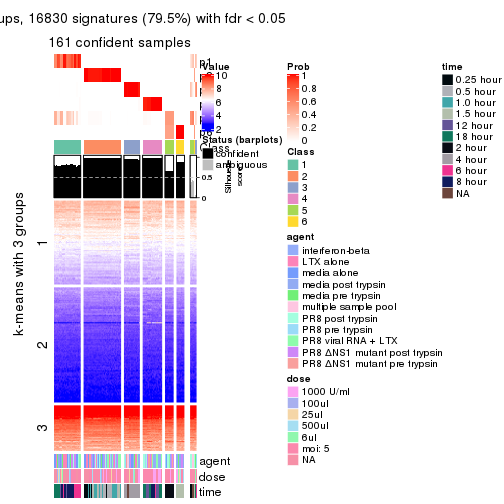 ups, 16830 signatures (79.5%) with fdr < 0.05
161 confident samples
p1
Value
10
8
6
4
2
Prob
1
0.8
0.6
0.4
0.2
0
time
0.25 hour
0.5 hour
1.0 hour
1.5 hour
12 hour
18 hour
2 hour
4 hour
6 hour
8 hour
NA
Status (barplots)
confident
ambiguous
Class
1
2
3
4
5
6
0.5
0
Silhouette
score
k-means with 3 groups
1
2
3
agent
interferon-beta
LTX alone
media alone
media post trypsin
media pre trypsin
multiple sample pool
PR8 post trypsin
PR8 pre trypsin
PR8 viral RNA + LTX
PR8 ΔNS1 mutant post trypsin
PR8 ΔNS1 mutant pre trypsin
dose
1000 U/ml
100ul
25ul
500ul
6ul
moi: 5
NA
agent
dose
time